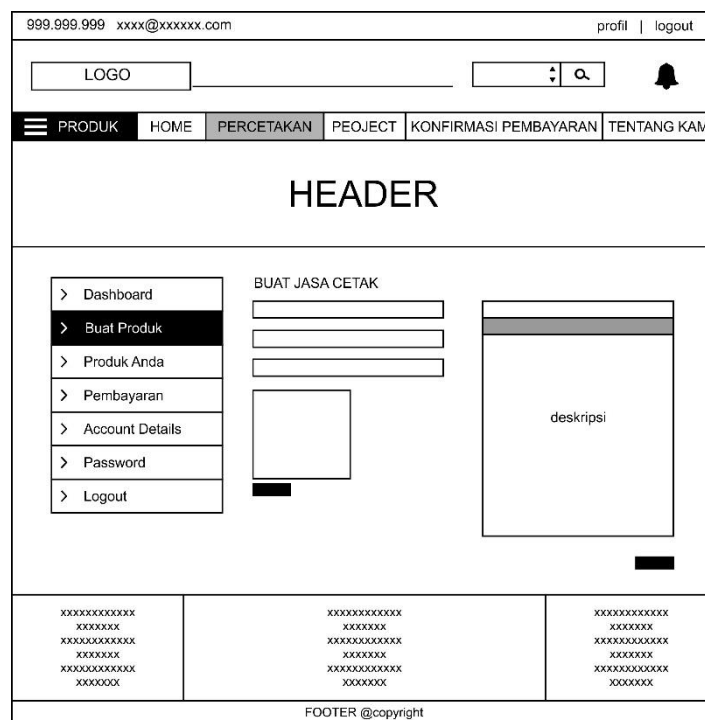 999.999.999 xxxx@xxxxxx.com profil | logout
LOGO
PRODUK HOME PERCETAKAN PEOJECT KONFIRMASI PEMBAYARAN TENTANG KAM
HEADER
BUAT JASA CETAK
Dashboard
Buat Produk
Produk Anda
Pembayaran
Account Details
Password
Logout
deskripsi
xxxxxxxxxxxx xxxxxxxxxxxx xxxxxxxxxxxx
xxxxxxx xxxxxxx xxxxxxx
xxxxxxxxxxxx xxxxxxxxxxxx xxxxxxxxxxxx
xxxxxxx xxxxxxx xxxxxxx
xxxxxxxxxxxx xxxxxxxxxxxx xxxxxxxxxxxx
xxxxxxx xxxxxxx xxxxxxx
FOOTER @copyright